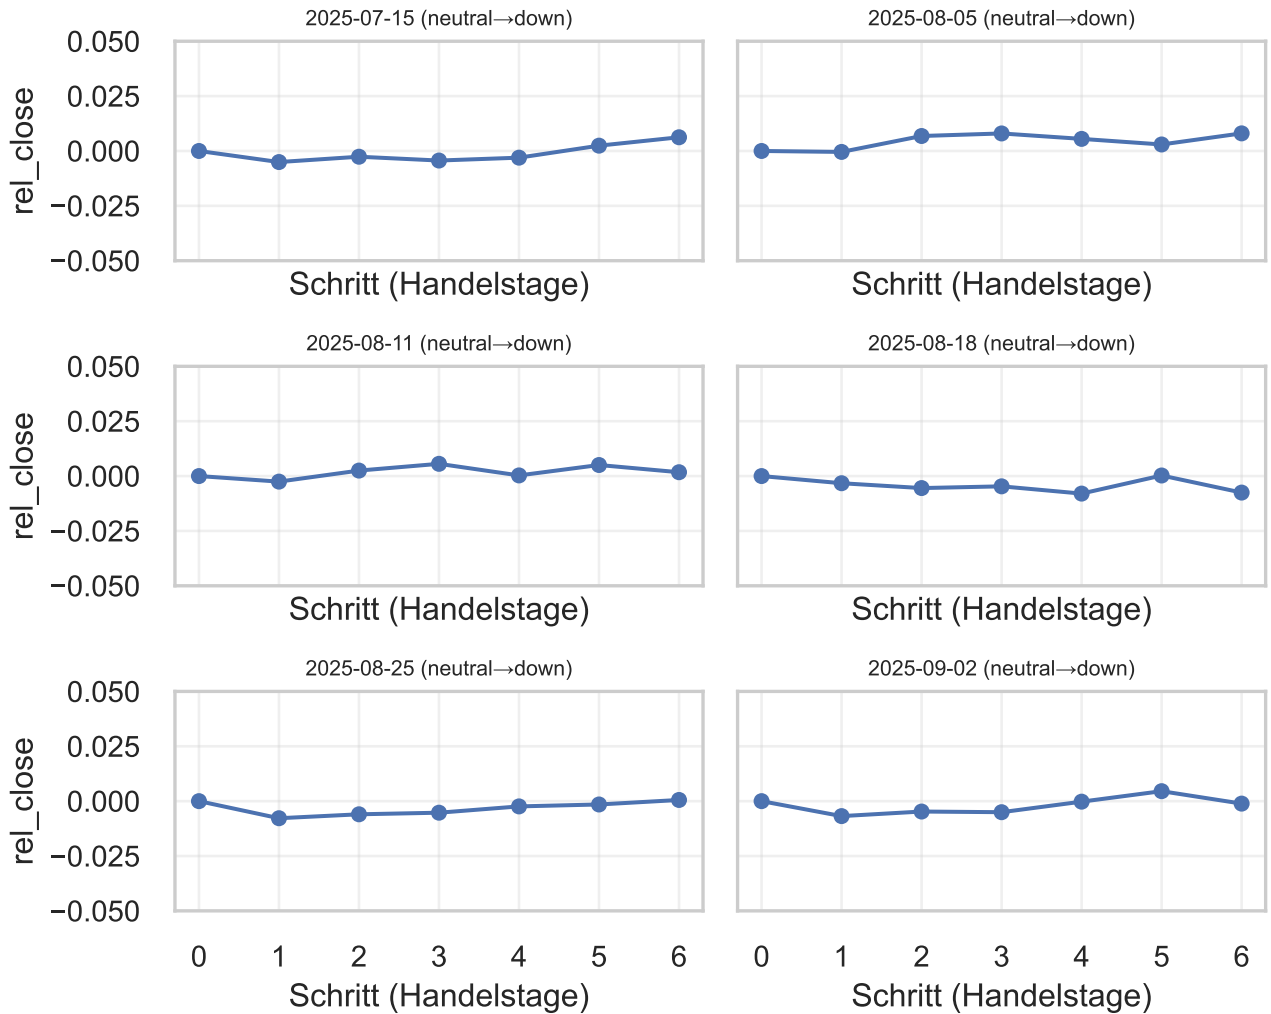 2025-07-15 (neutral→down)
2025-08-05 (neutral→down)
0.050
0.025
0.000
−0.025
−0.050
rel_close
Schritt (Handelstage)
Schritt (Handelstage)
2025-08-11 (neutral→down)
2025-08-18 (neutral→down)
0.050
0.025
0.000
−0.025
−0.050
rel_close
Schritt (Handelstage)
Schritt (Handelstage)
2025-08-25 (neutral→down)
2025-09-02 (neutral→down)
0.050
0.025
0.000
−0.025
−0.050
rel_close
0 1 2 3 4 5 6
0 1 2 3 4 5 6
Schritt (Handelstage)
Schritt (Handelstage)